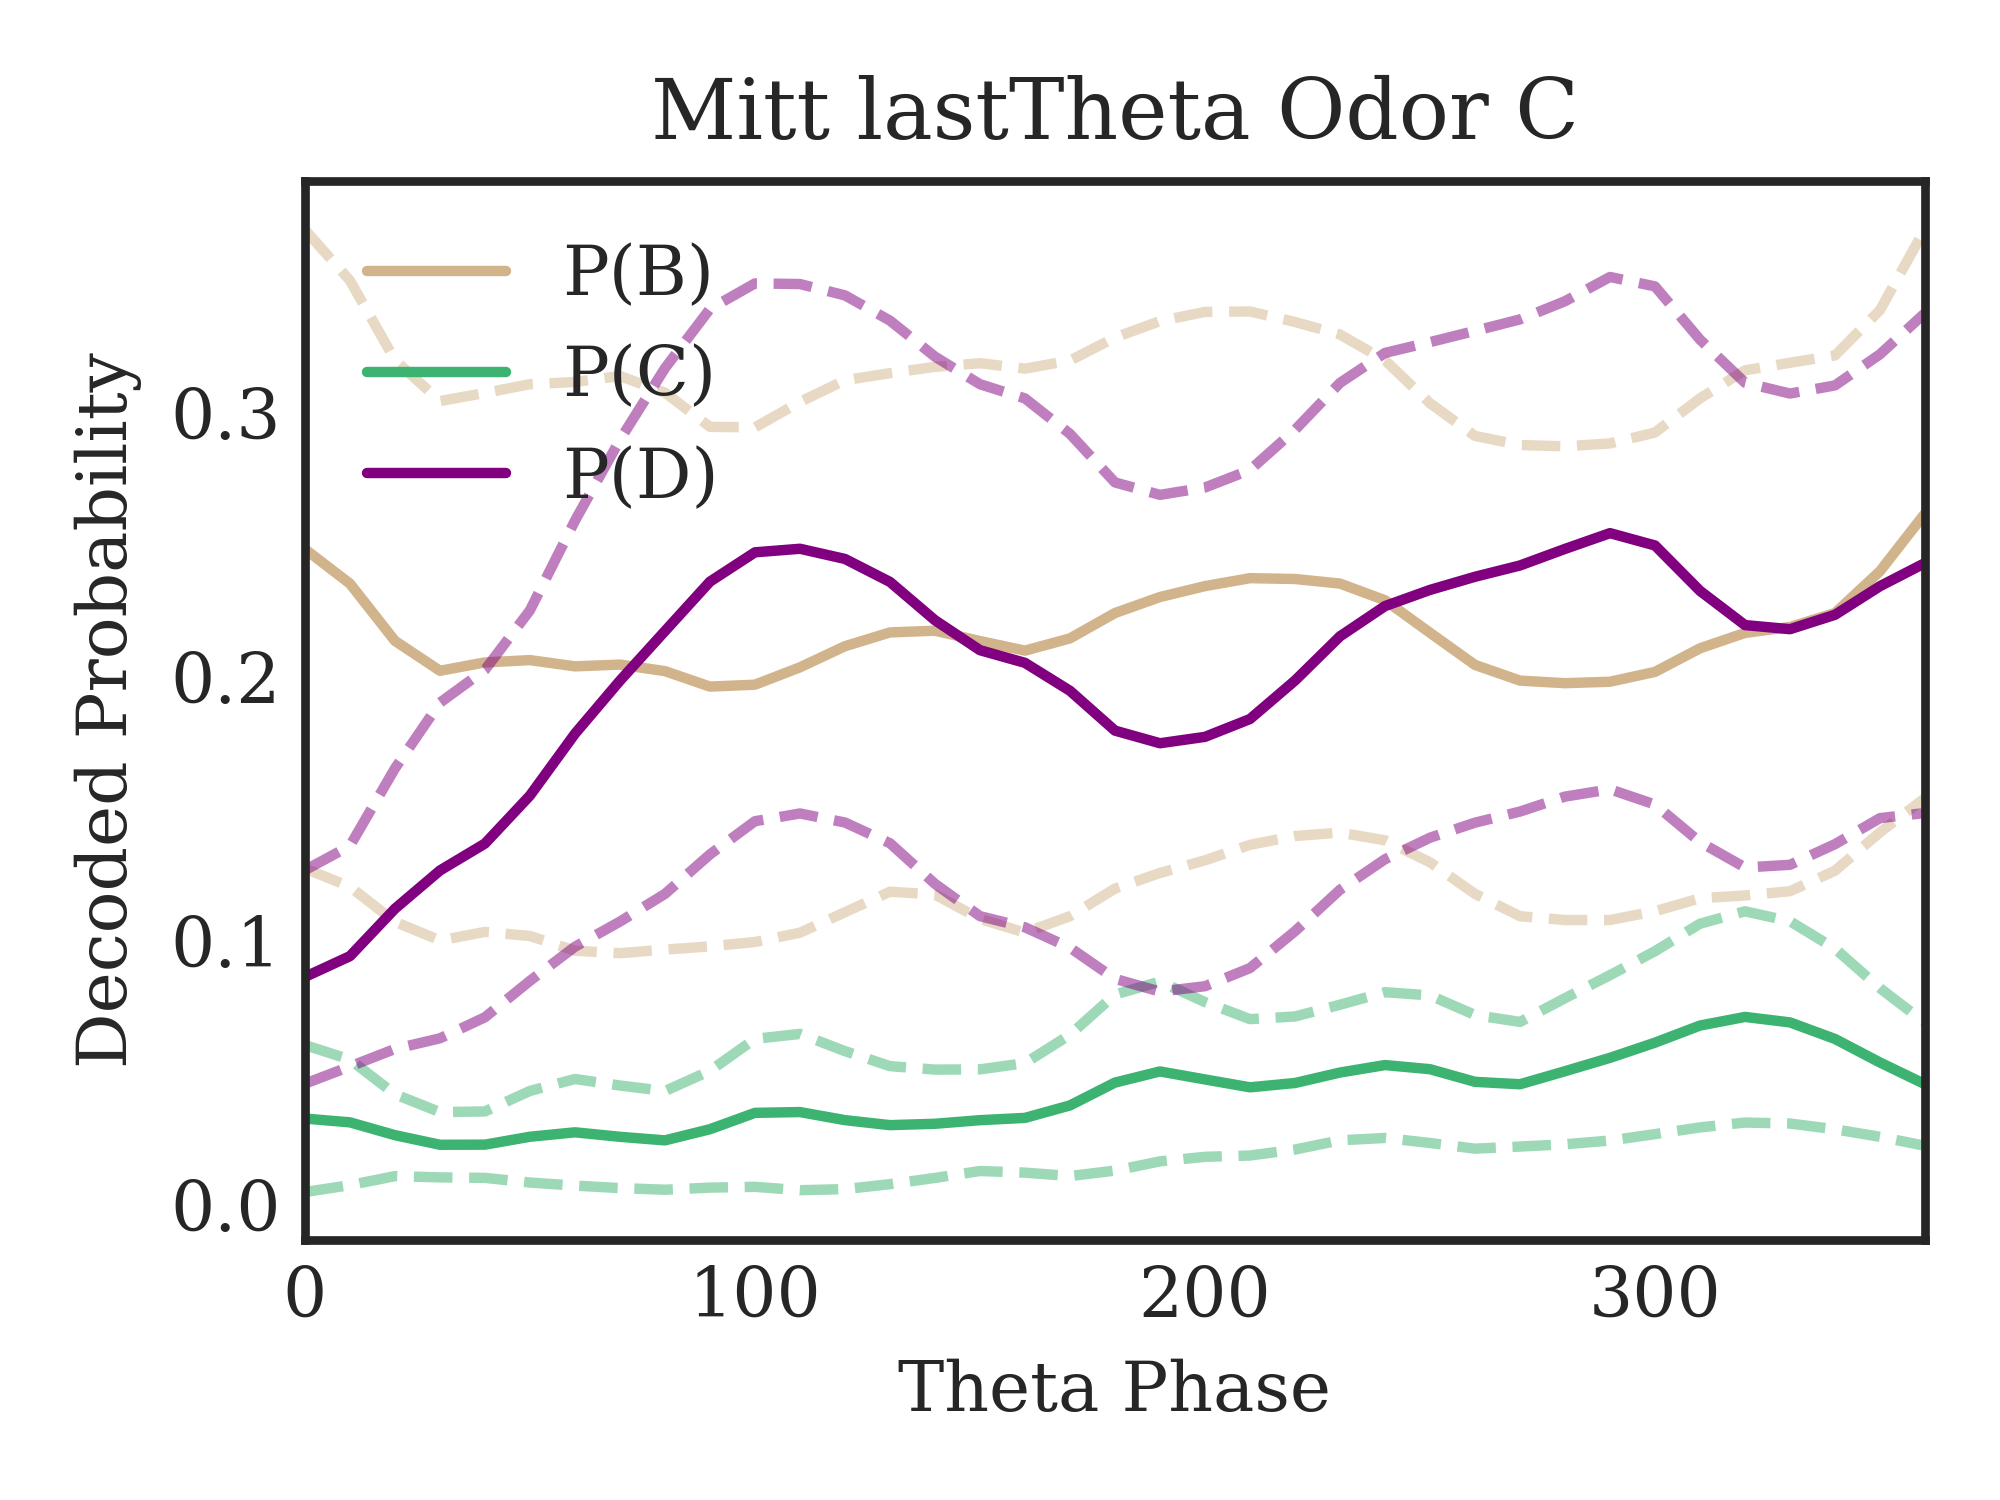 Mitt lastTheta Odor C
P(B)
P(C)
P(D)
Decoded Probability
0.3
0.2
0.1
0.0
0 100 200 300
Theta Phase